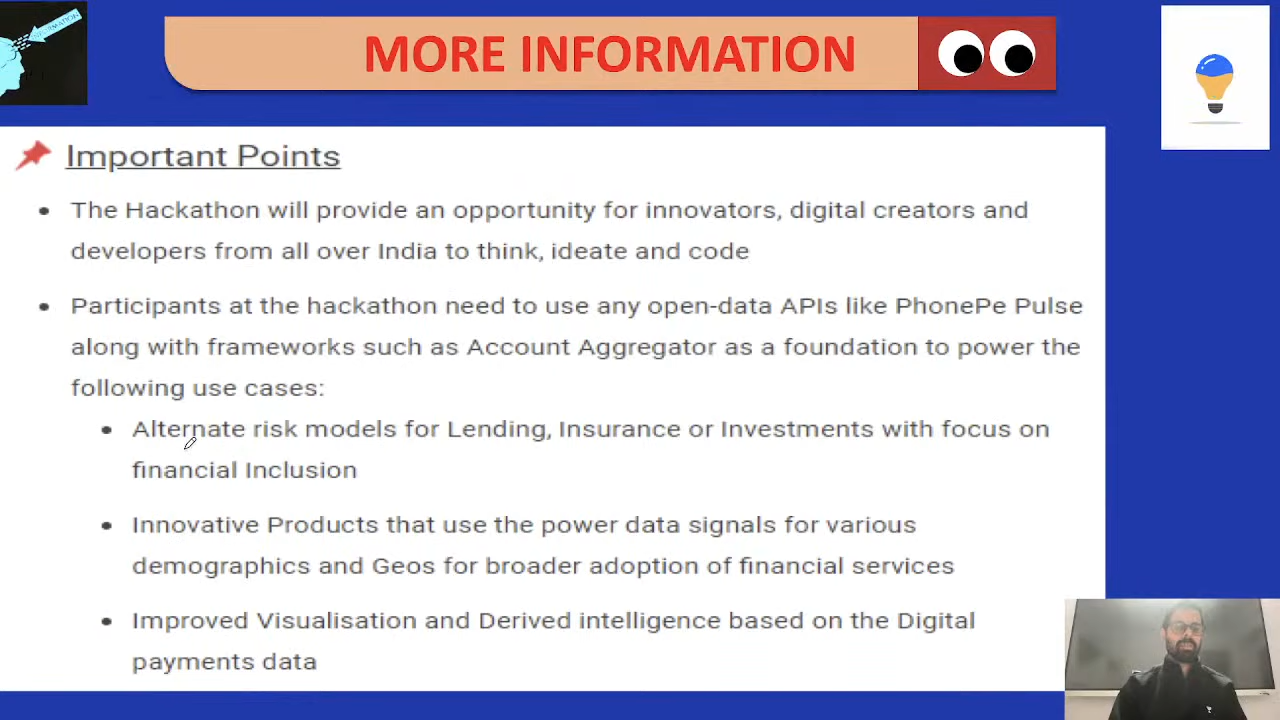 MORE INFORMATION
Important Points
The Hackathon will provide an opportunity for innovators, digital creators and
developers from all over India to think, ideate and code
Participants at the hackathon need to use any open-data APIs like PhonePe Pulse
along with frameworks such as Account Aggregator as a foundation to power the
following use cases:
Alternate risk models for Lending, Insurance or Investments with focus on
financial Inclusion
Innovative Products that use the power data signals for various
demographics and Geos for broader adoption of financial services
Improved Visualisation and Derived intelligence based on the Digital
payments data